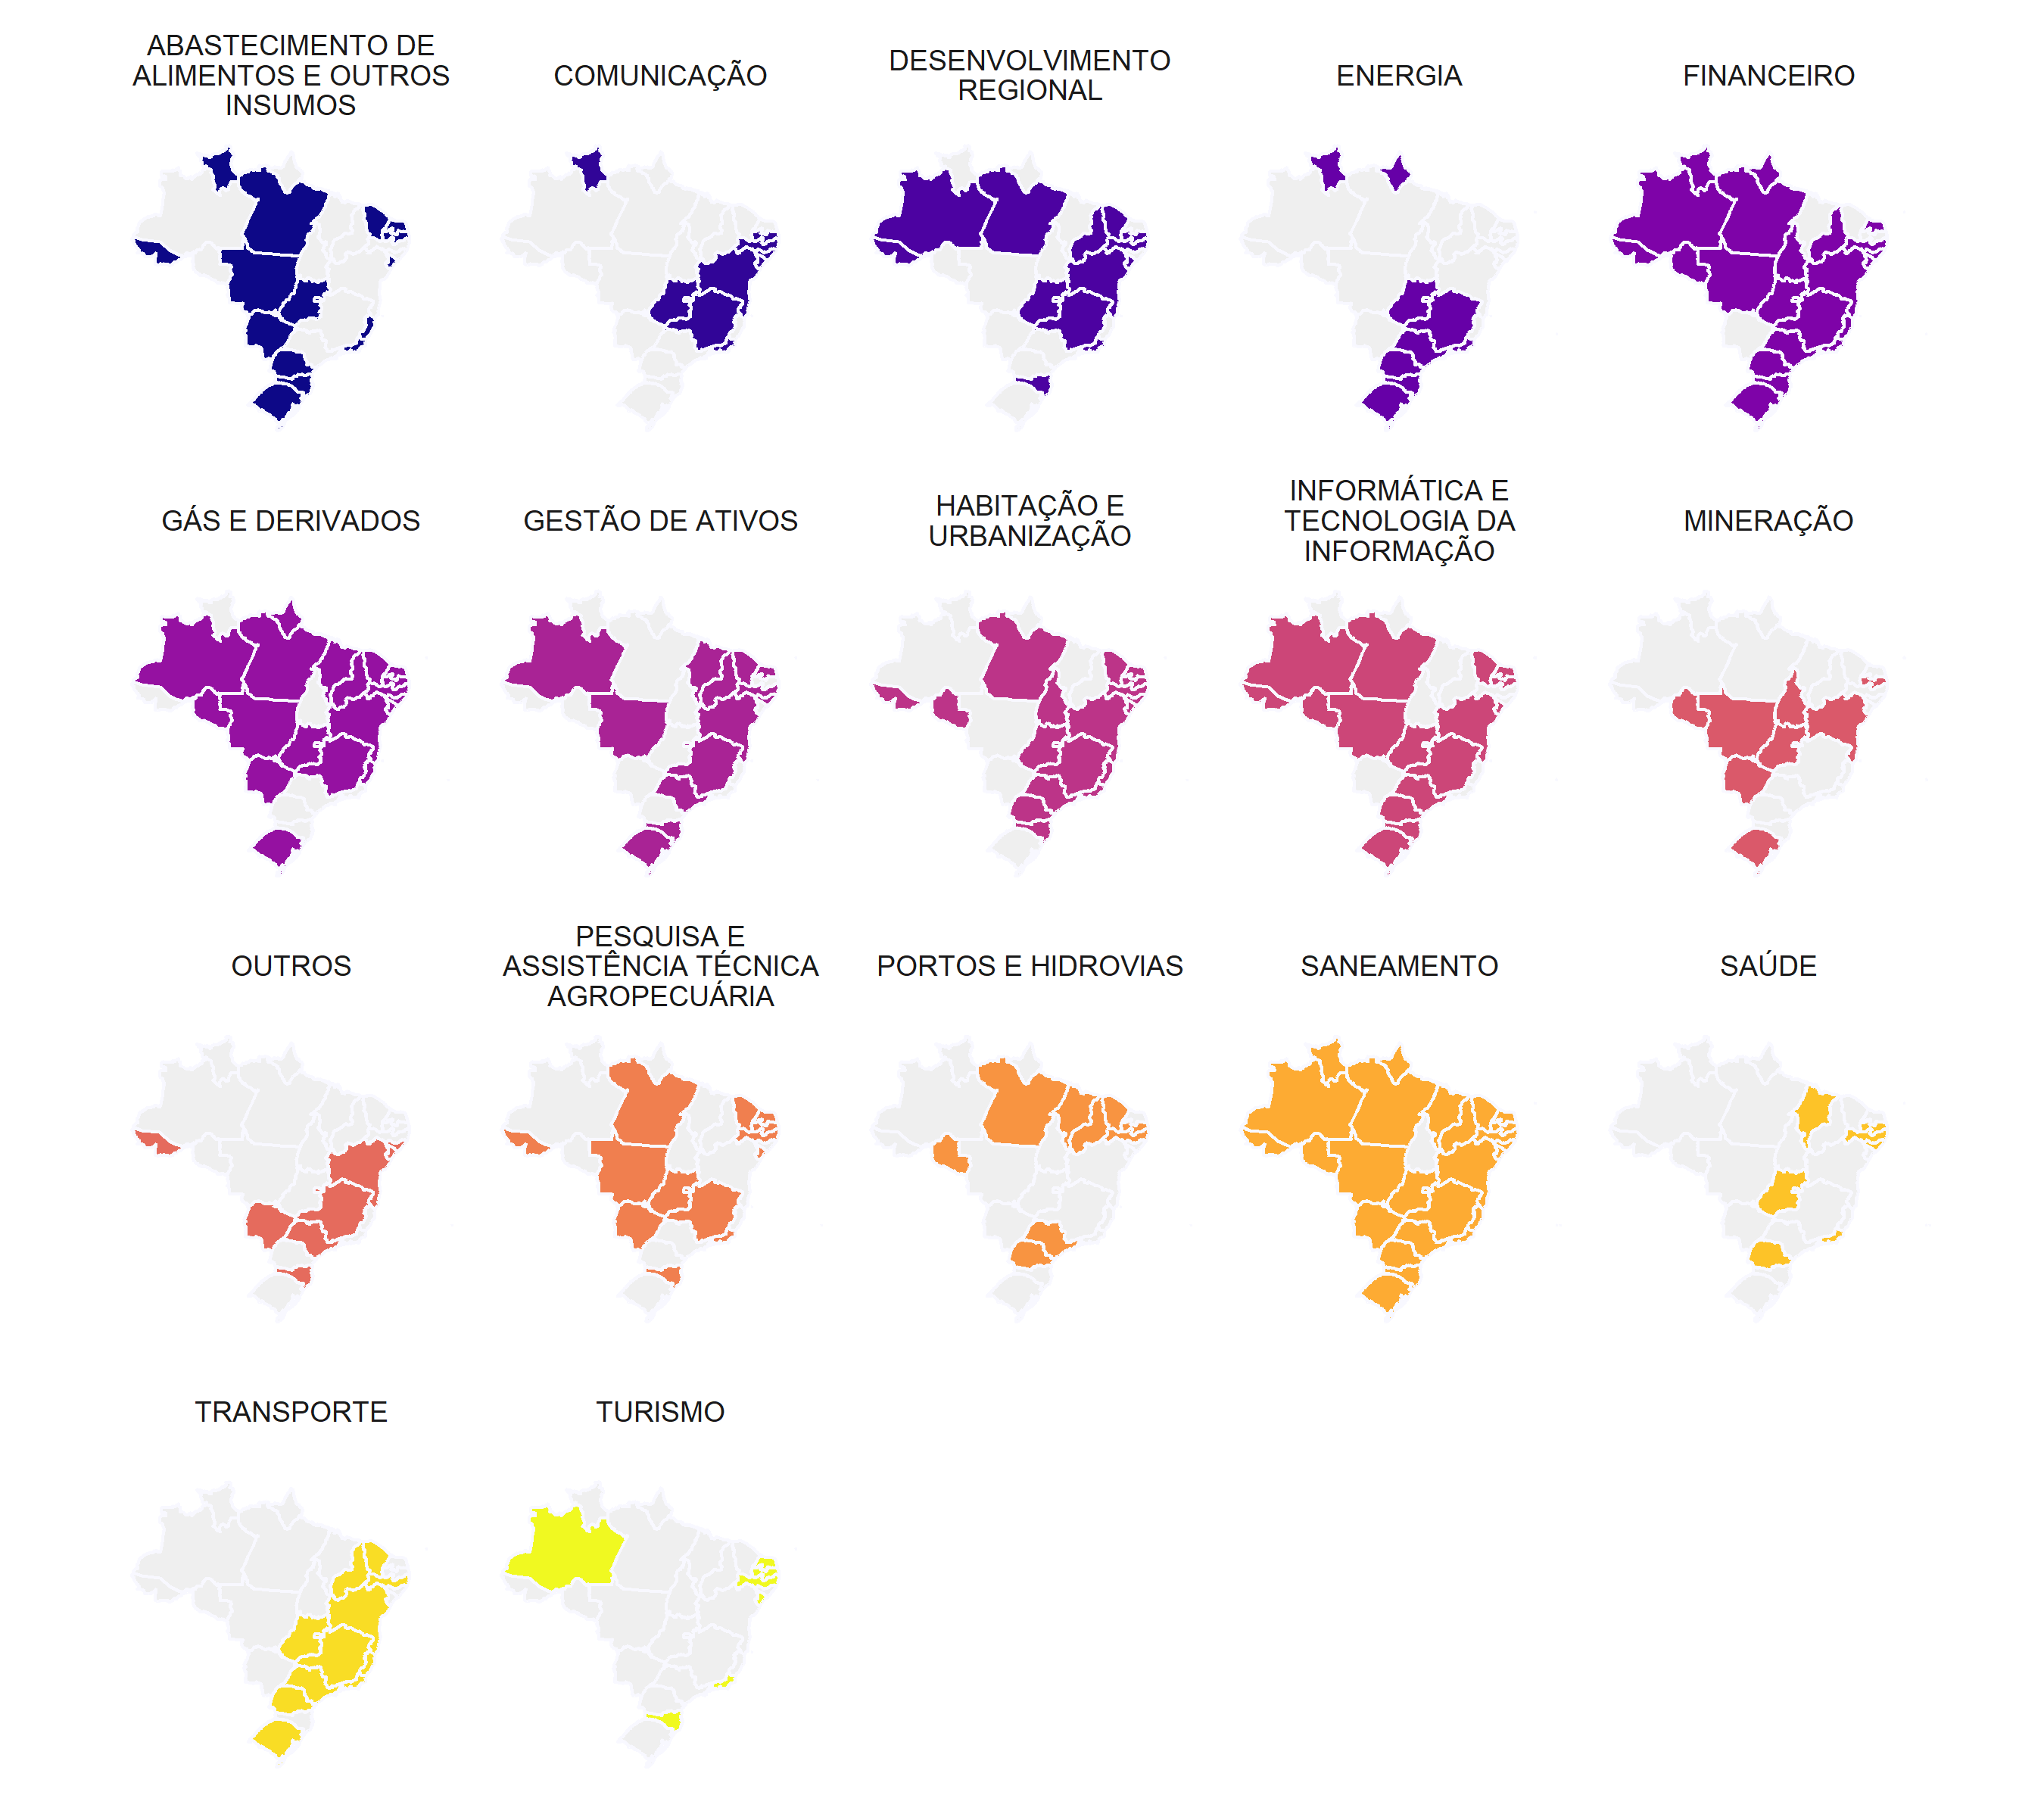 ABASTECIMENTO DE
ALIMENTOS E OUTROS
INSUMOS
COMUNICAÇÃO
DESENVOLVIMENTO
REGIONAL
ENERGIA
FINANCEIRO
GÁS E DERIVADOS
GESTÃO DE ATIVOS
HABITAÇÃO E
URBANIZAÇÃO
INFORMÁTICA E
TECNOLOGIA DA
INFORMAÇÃO
MINERAÇÃO
OUTROS
PESQUISA E
ASSISTÊNCIA TÉCNICA
AGROPECUÁRIA
PORTOS E HIDROVIAS
SANEAMENTO
SAÚDE
TRANSPORTE
TURISMO